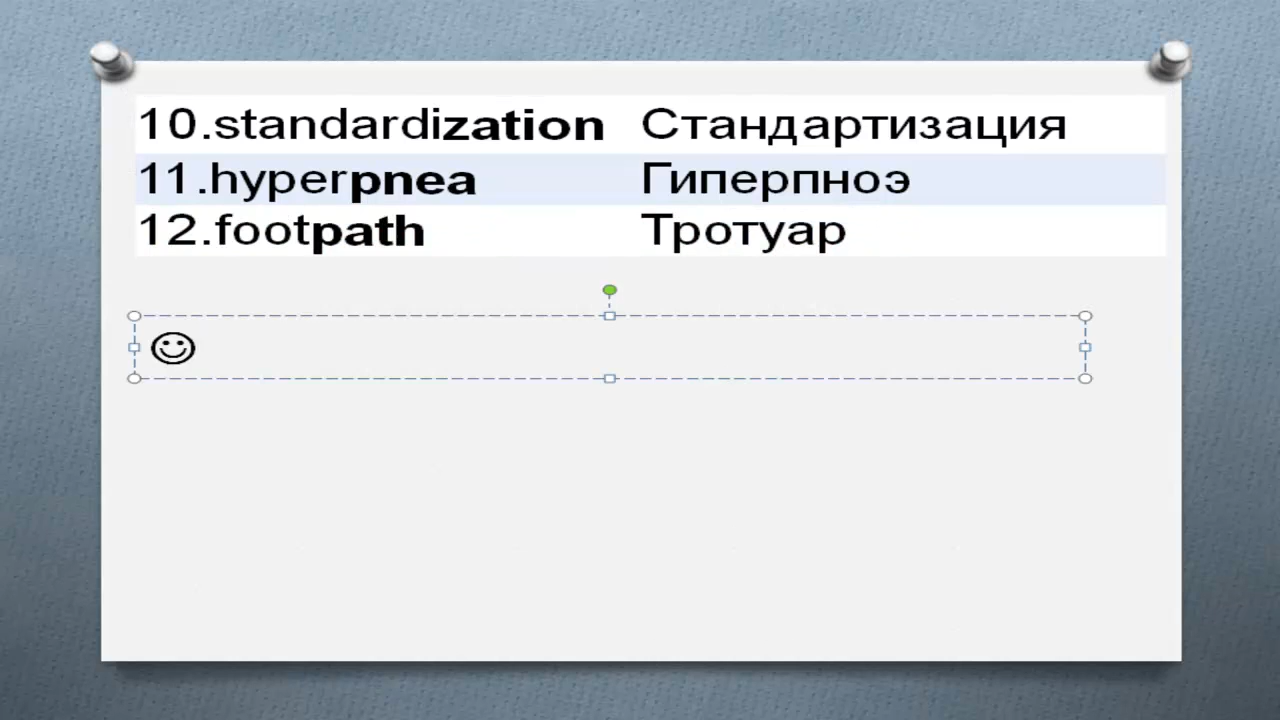 10.standardization Стандартизация
11.hyperpnea Гиперпноэ
12.footpath Тротуар
☺